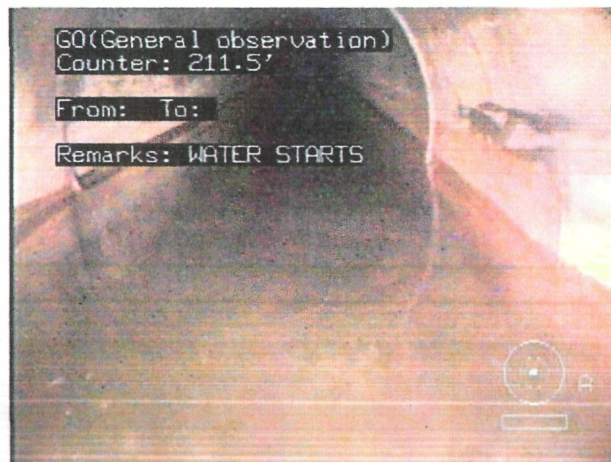 GO(General observation)
Counter: 211.5'
From: To:
Remarks: WATER STARTS